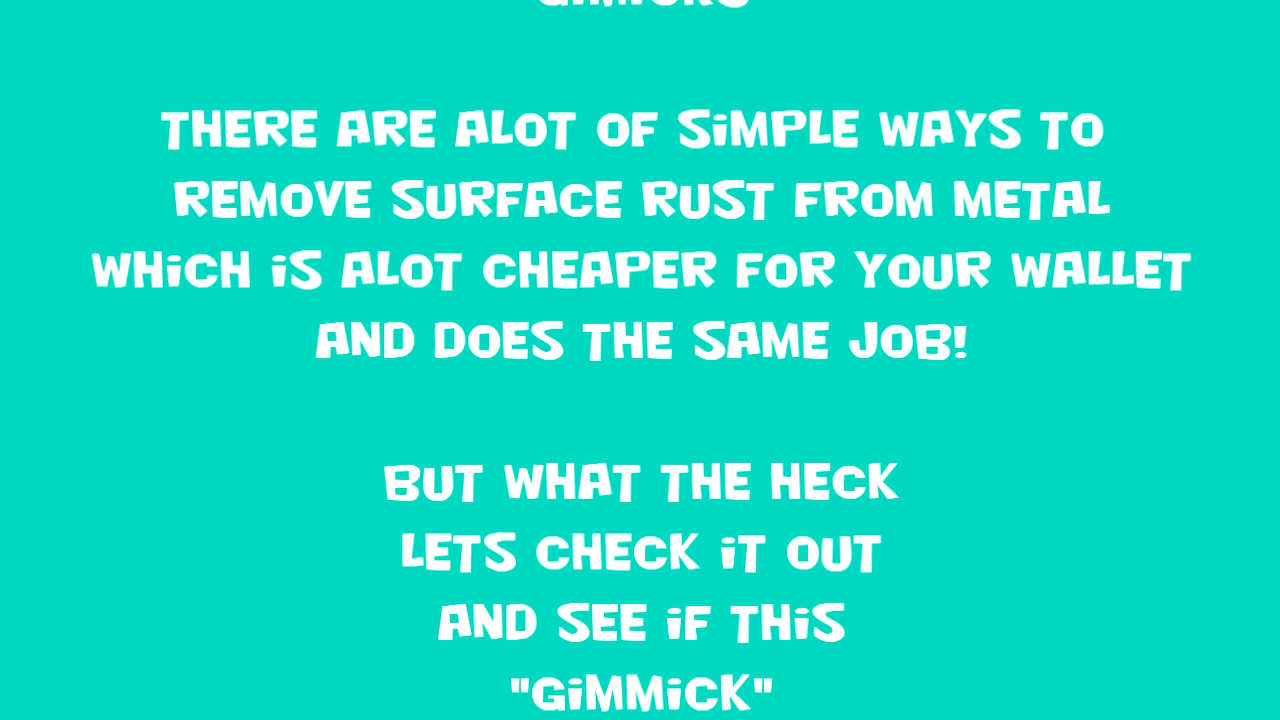 THERE ARE ALOT OF SiMPLE WAYS TO
REMOVE SURFACE RUST FROM METAL
WHiCH iS ALOT CHEAPER FOR YOUR WALLET
AND DOES THE SAME JOB!
BUT WHAT THE HECK
LETS CHECK iT OUT
AND SEE iF THiS
"GiMMiCK"